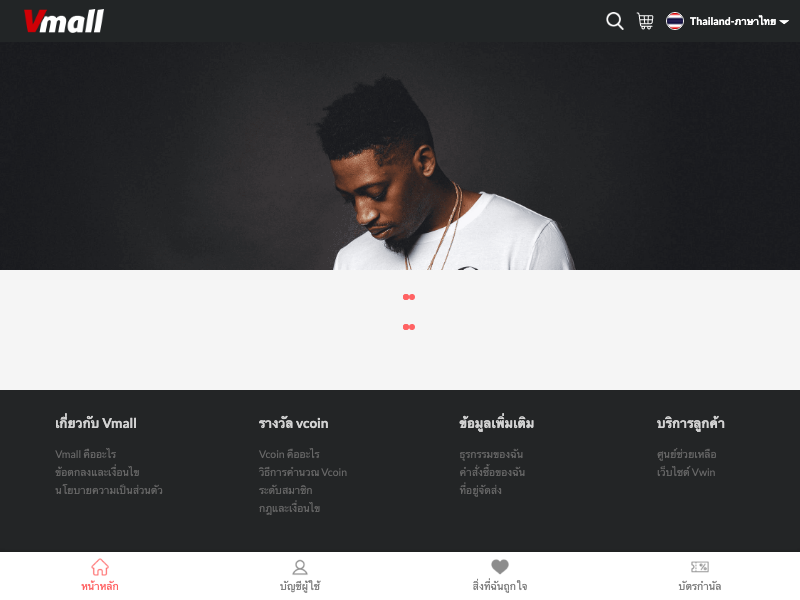 Vmall
Thailand-ภาษาไทย
เกี่ยวกับ Vmall
Vmall คืออะไร
ข้อตกลงและเงื่อนไข
นโยบายความเป็นส่วนตัว
รางวัล vcoin
Vcoin คืออะไร
วิธีการคำนวณ Vcoin
ระดับสมาชิก
กฎและเงื่อนไข
ข้อมูลเพิ่มเติม
ธุรกรรมของฉัน
คำสั่งซื้อของฉัน
ที่อยู่จัดส่ง
บริการลูกค้า
ศูนย์ช่วยเหลือ
เว็บไซต์ Vwin
หน้าหลัก
บัญชีผู้ใช้
สิ่งที่ฉันถูกใจ
บัตรกำนัล